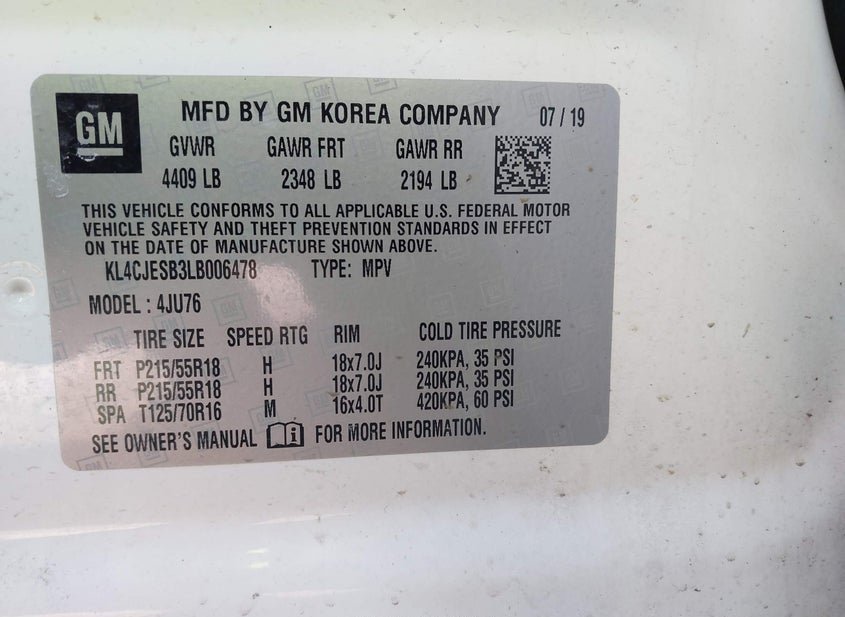 GM MFD BY GM KOREA COMPANY 07 / 19
GVWR GAWR FRT GAWR RR
4409 LB 2348 LB 2194 LB
THIS VEHICLE CONFORMS TO ALL APPLICABLE U.S. FEDERAL MOTOR
VEHICLE SAFETY AND THEFT PREVENTION STANDARDS IN EFFECT
ON THE DATE OF MANUFACTURE SHOWN ABOVE.
KL4CJESB3LB006478 TYPE: MPV
MODEL : 4JU76
TIRE SIZE SPEED RTG RIM COLD TIRE PRESSURE
FRT P215/55R18 H 18x7.0J 240KPA, 35 PSI
RR P215/55R18 H 18x7.0J 240KPA, 35 PSI
SPA T125/70R16 M 16x4.0T 420KPA, 60 PSI
SEE OWNER'S MANUAL i FOR MORE INFORMATION.